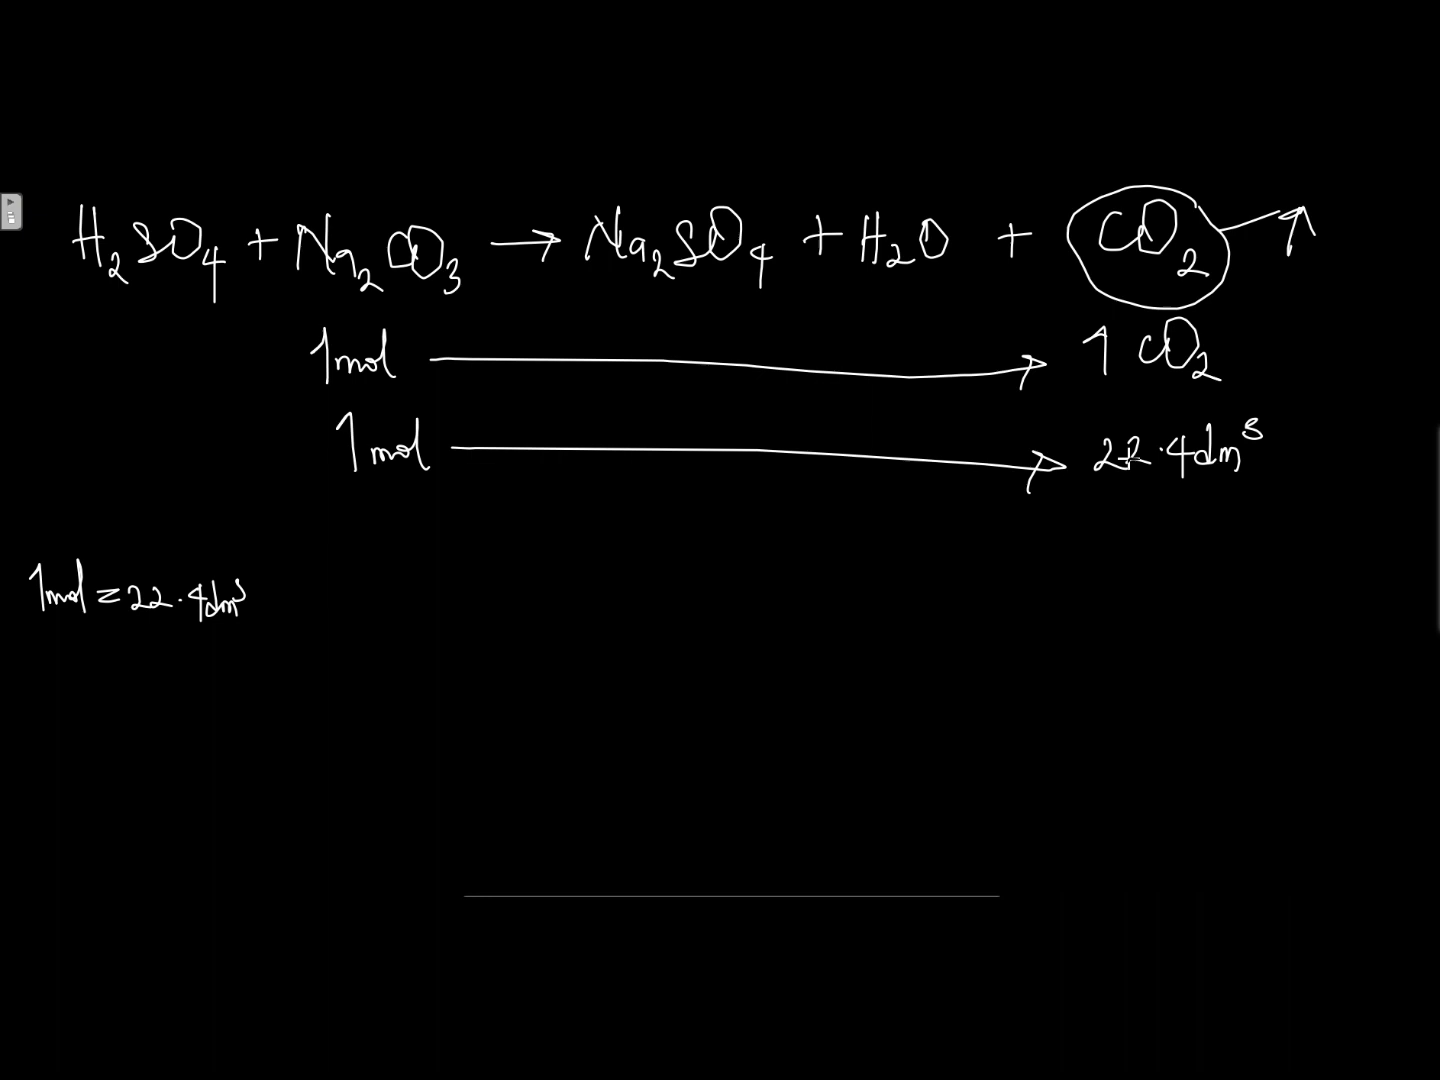 H₂SO₄ + Na₂CO₃ → Na₂SO₄ + H₂O + CO₂ ↑
1mol → 1 CO₂
1mol → 22.4dm³
1mol = 22.4dm³